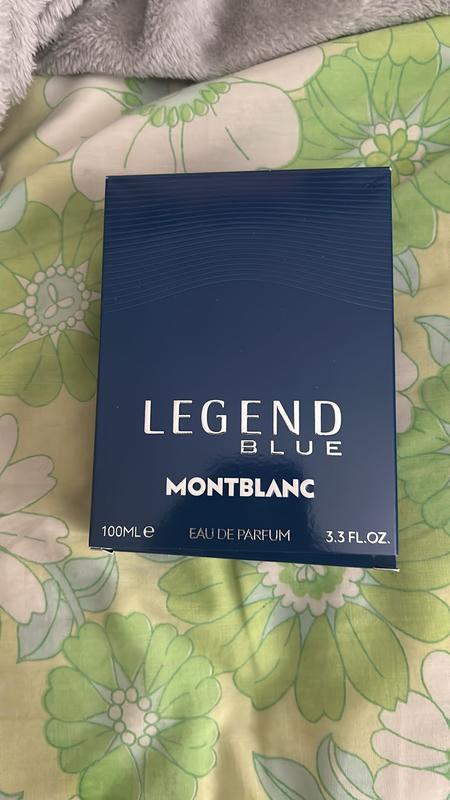 LEGEND
BLUE
MONTBLANC
100ML℮ EAU DE PARFUM 3.3 FL.OZ.